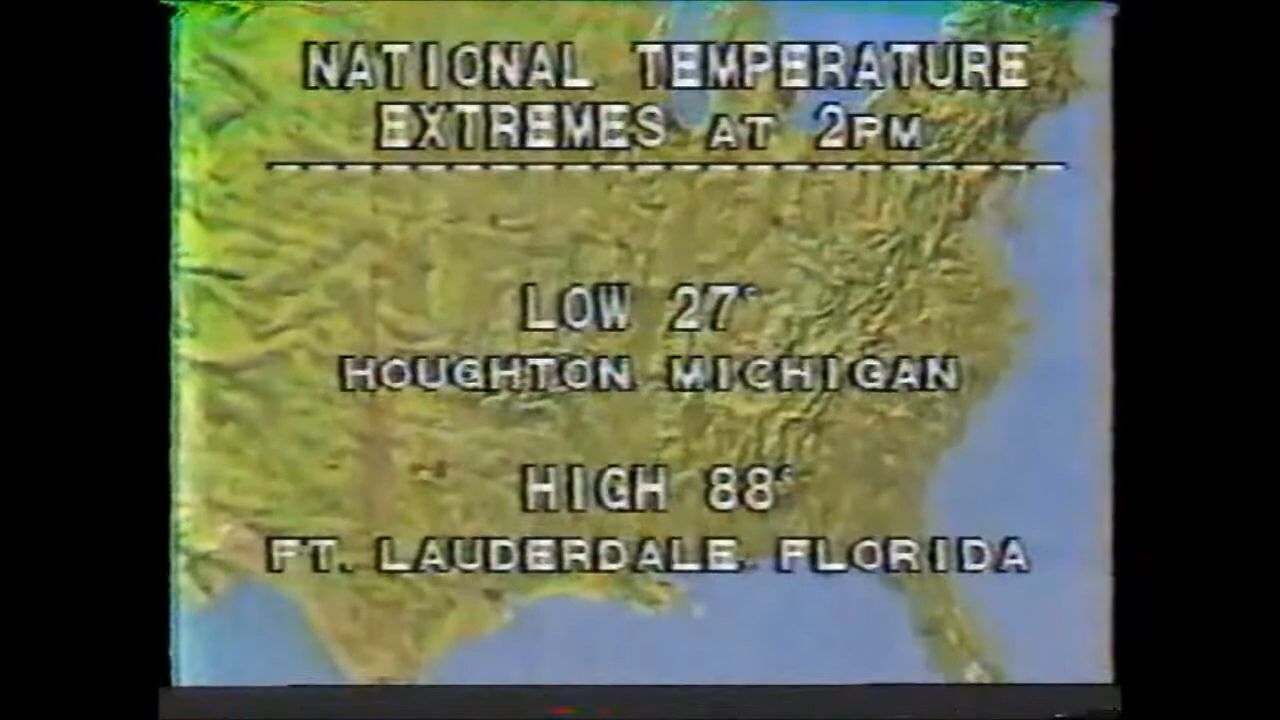 NATIONAL TEMPERATURE
EXTREMES AT 2PM
LOW 27°
HOUGHTON MICHIGAN
HIGH 88°
FT. LAUDERDALE FLORIDA